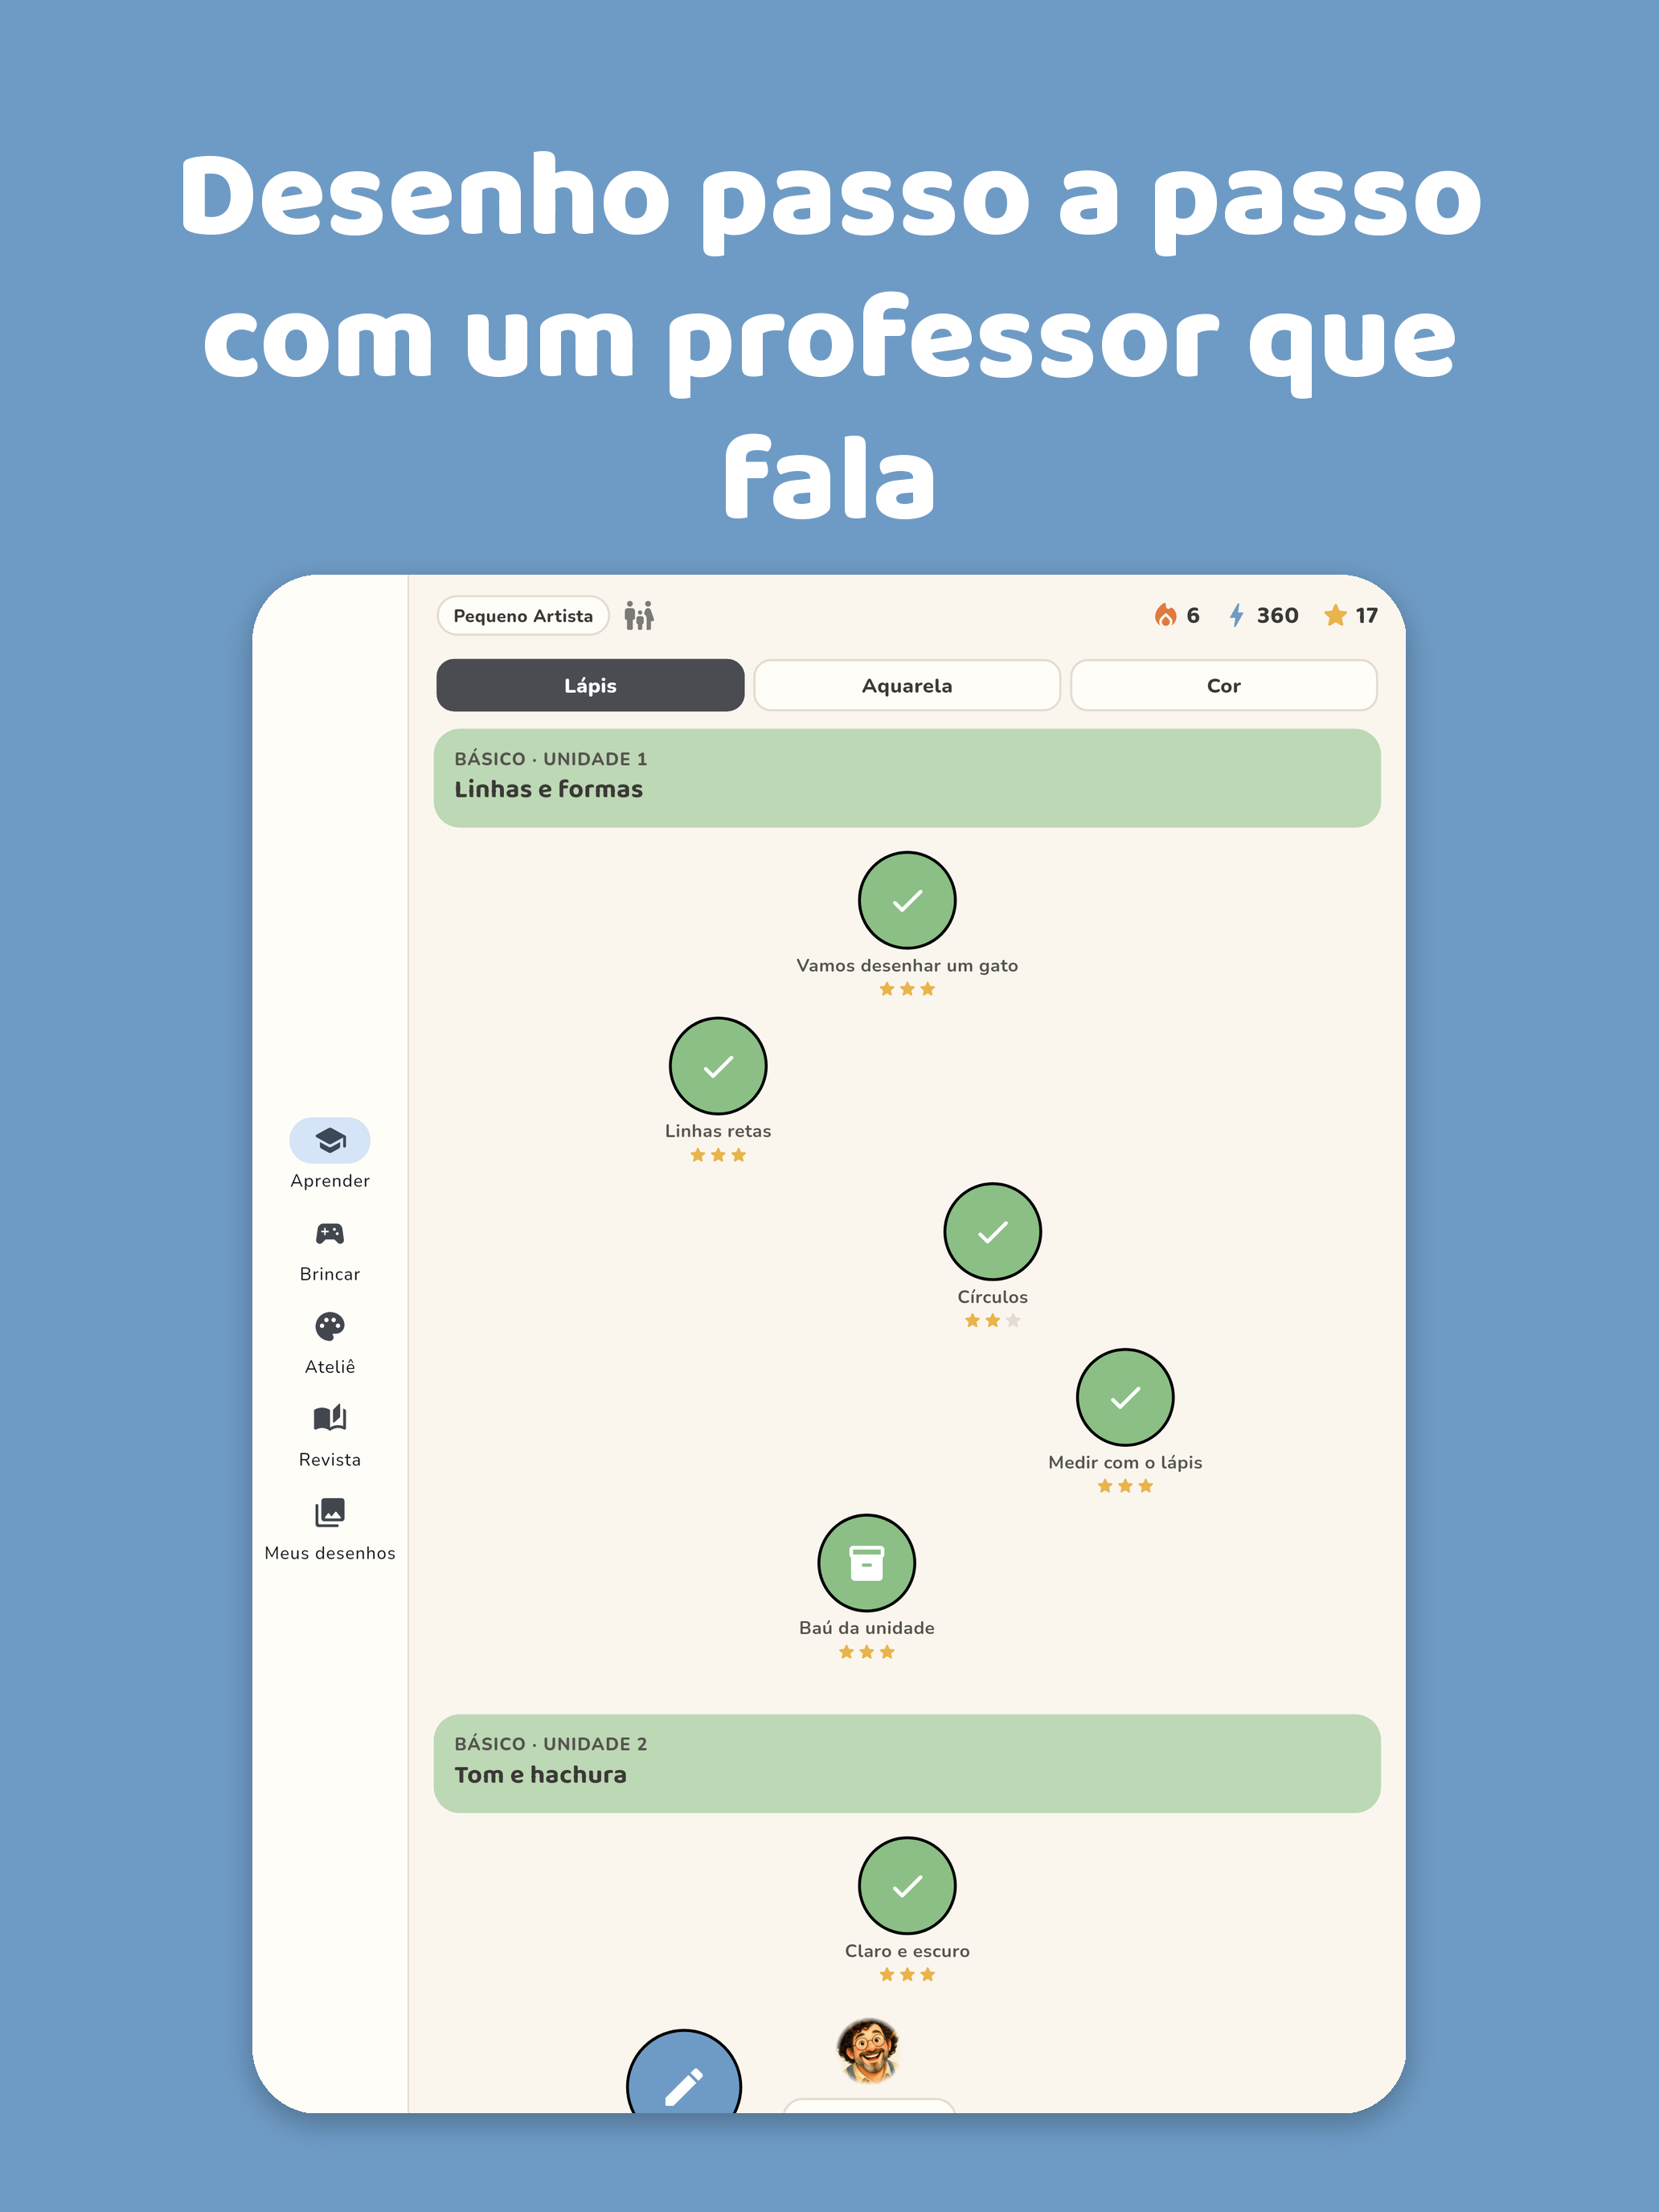 Desenho passo a passo
com um professor que
fala
Pequeno Artista
6
360
17
Lápis
Aquarela
Cor
BÁSICO · UNIDADE 1
Linhas e formas
Vamos desenhar um gato
Linhas retas
Círculos
Medir com o lápis
Baú da unidade
Aprender
Brincar
Ateliê
Revista
Meus desenhos
BÁSICO · UNIDADE 2
Tom e hachura
Claro e escuro